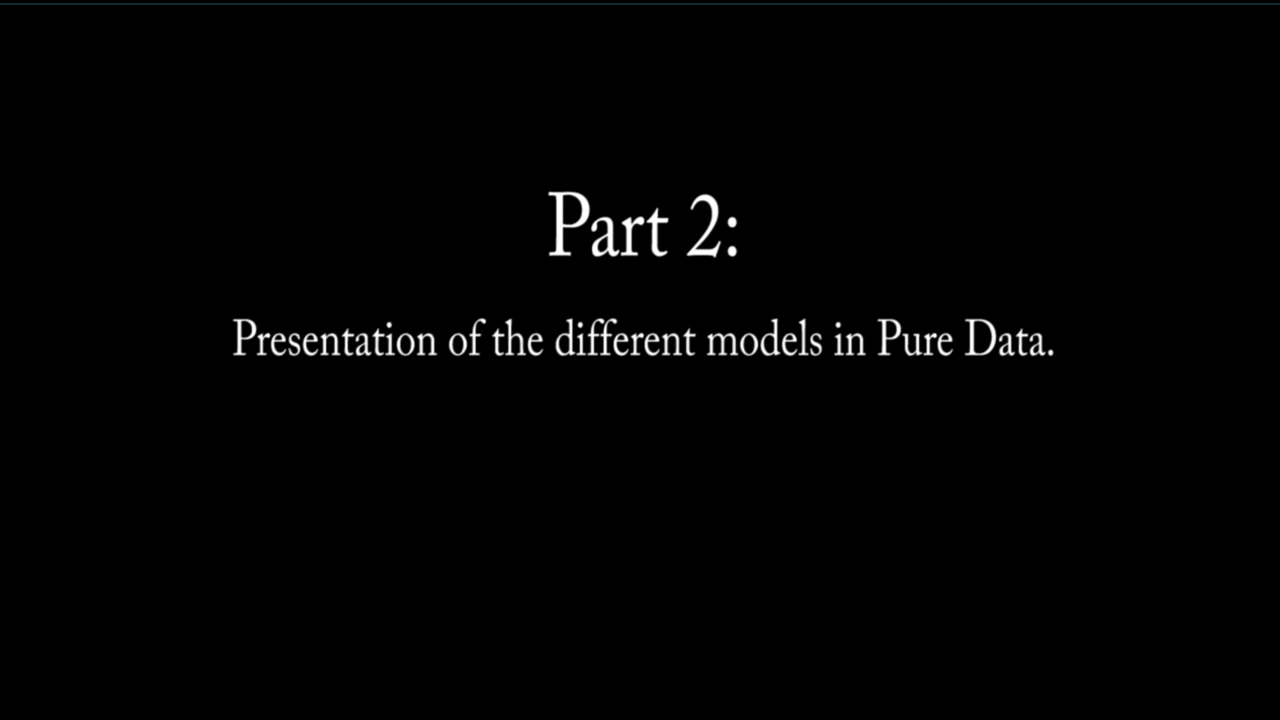 Part 2:
Presentation of the different models in Pure Data.